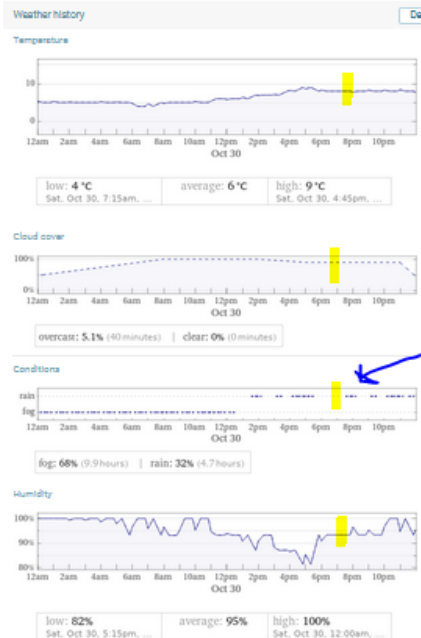 Weather history
De
Temperature
10
0
12am 2am 4am 6am 8am 10am 12pm 2pm 4pm 6pm 8pm 10pm
Oct 30
low: 4 °C average: 6 °C high: 9 °C
Sat, Oct 30, 7:15am, ... Sat, Oct 30, 4:45pm, ...
Cloud cover
100%
0%
12am 2am 4am 6am 8am 10am 12pm 2pm 4pm 6pm 8pm 10pm
Oct 30
overcast: 5.1% (40 minutes) | clear: 0% (0 minutes)
Conditions
rain
fog
12am 2am 4am 6am 8am 10am 12pm 2pm 4pm 6pm 8pm 10pm
Oct 30
fog: 68% (9.9 hours) | rain: 32% (4.7 hours)
Humidity
100%
90%
80%
12am 2am 4am 6am 8am 10am 12pm 2pm 4pm 6pm 8pm 10pm
Oct 30
low: 82% average: 95% high: 100%
Sat, Oct 30, 5:15pm, ... Sat, Oct 30, 12:00am, ...